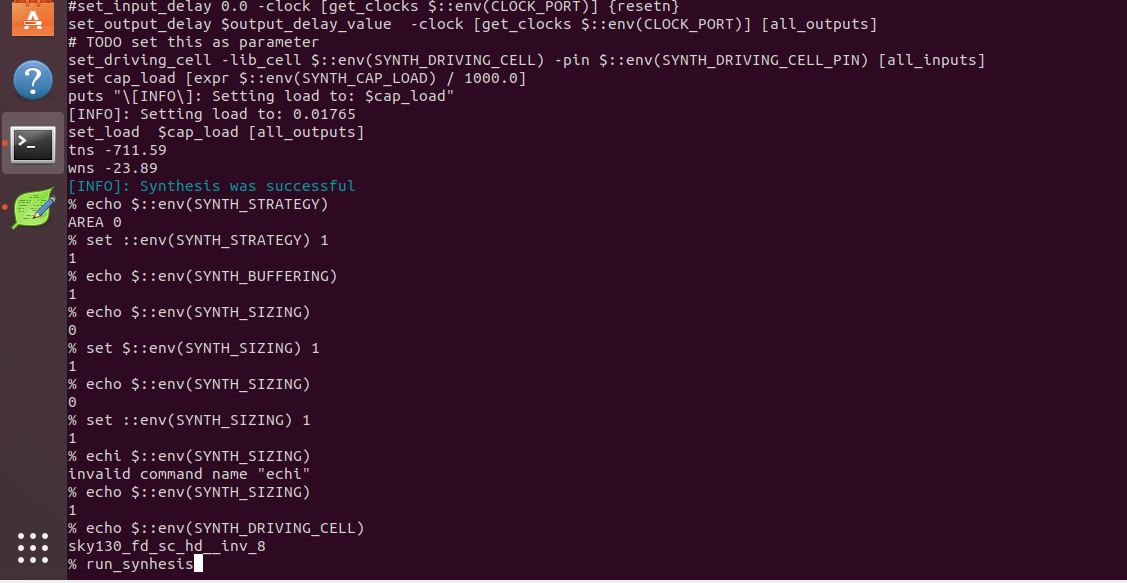 #set_input_delay 0.0 -clock [get_clocks $::env(CLOCK_PORT)] {resetn}
set_output_delay $output_delay_value  -clock [get_clocks $::env(CLOCK_PORT)] [all_outputs]
# TODO set this as parameter
set_driving_cell -lib_cell $::env(SYNTH_DRIVING_CELL) -pin $::env(SYNTH_DRIVING_CELL_PIN) [all_inputs]
set cap_load [expr $::env(SYNTH_CAP_LOAD) / 1000.0]
puts "\[INFO\]: Setting load to: $cap_load"
[INFO]: Setting load to: 0.01765
set_load  $cap_load [all_outputs]
tns -711.59
wns -23.89
[INFO]: Synthesis was successful
% echo $::env(SYNTH_STRATEGY)
AREA 0
% set ::env(SYNTH_STRATEGY) 1
1
% echo $::env(SYNTH_BUFFERING)
1
% echo $::env(SYNTH_SIZING)
0
% set $::env(SYNTH_SIZING) 1
1
% echo $::env(SYNTH_SIZING)
0
% set ::env(SYNTH_SIZING) 1
1
% echi $::env(SYNTH_SIZING)
invalid command name "echi"
% echo $::env(SYNTH_SIZING)
1
% echo $::env(SYNTH_DRIVING_CELL)
sky130_fd_sc_hd__inv_8
% run_synhesis